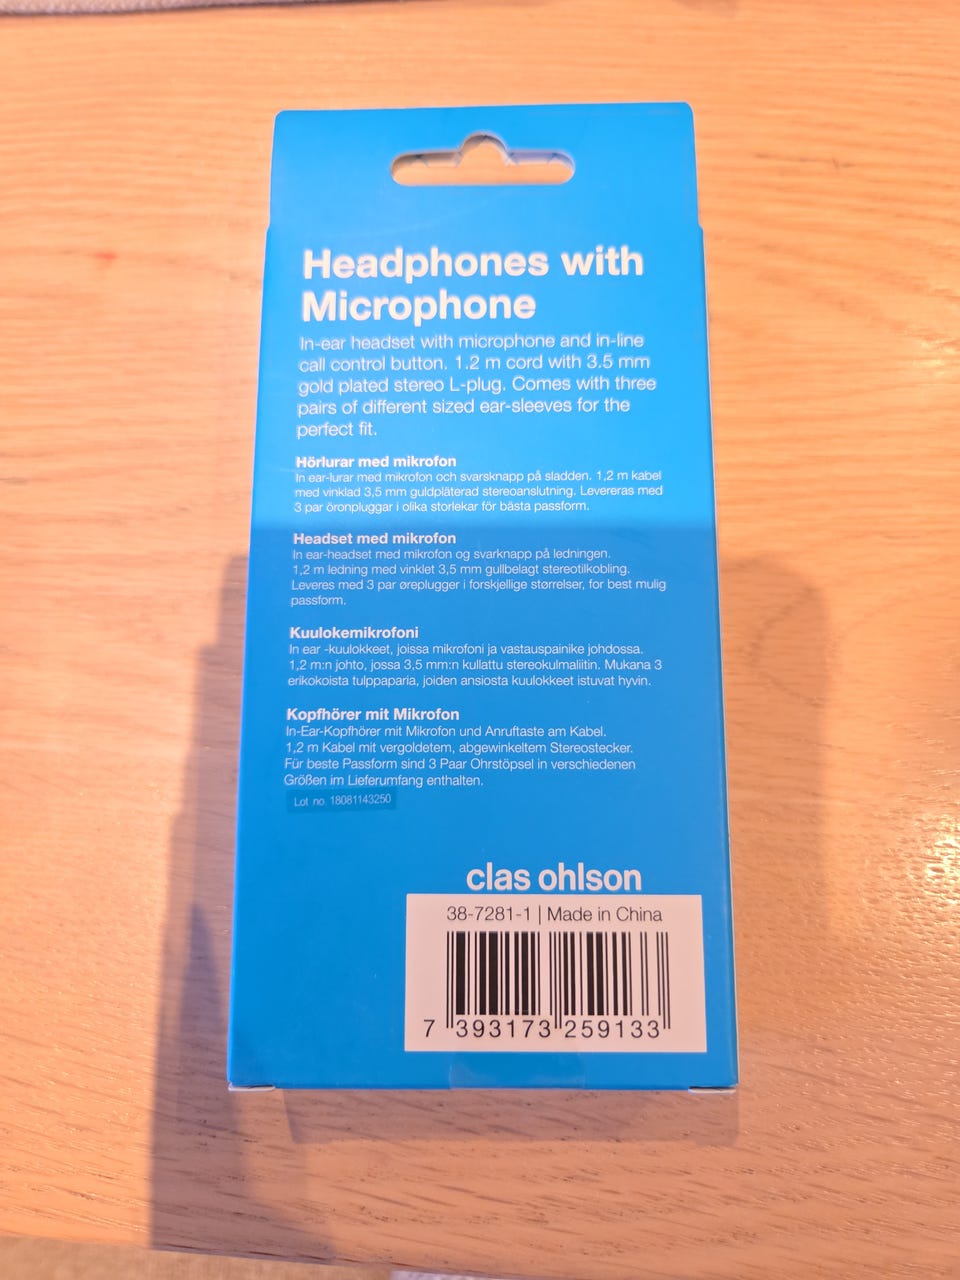 Headphones with
Microphone
In-ear headset with microphone and in-line
call control button. 1.2 m cord with 3.5 mm
gold plated stereo L-plug. Comes with three
pairs of different sized ear-sleeves for the
perfect fit.
Hörlurar med mikrofon
In ear-lurar med mikrofon och svarsknapp på sladden. 1,2 m kabel
med vinklad 3,5 mm guldpläterad stereoanslutning. Levereras med
3 par öronpluggar i olika storlekar för bästa passform.
Headset med mikrofon
In ear-headset med mikrofon og svarknapp på ledningen.
1,2 m ledning med vinklet 3,5 mm gullbelagt stereotilkobling.
Leveres med 3 par øreplugger i forskjellige størrelser, for best mulig
passform.
Kuulokemikrofoni
In ear -kuulokkeet, joissa mikrofoni ja vastauspainike johdossa.
1,2 m:n johto, jossa 3,5 mm:n kullattu stereokulmaliitin. Mukana 3
erikokoista tulppaparia, joiden ansiosta kuulokkeet istuvat hyvin.
Kopfhörer mit Mikrofon
In-Ear-Kopfhörer mit Mikrofon und Anruftaste am Kabel.
1,2 m Kabel mit vergoldetem, abgewinkeltem Stereostecker.
Für beste Passform sind 3 Paar Ohrstöpsel in verschiedenen
Größen im Lieferumfang enthalten.
Lot no. 18081143250
clas ohlson
38-7281-1 | Made in China
7 393173 259133